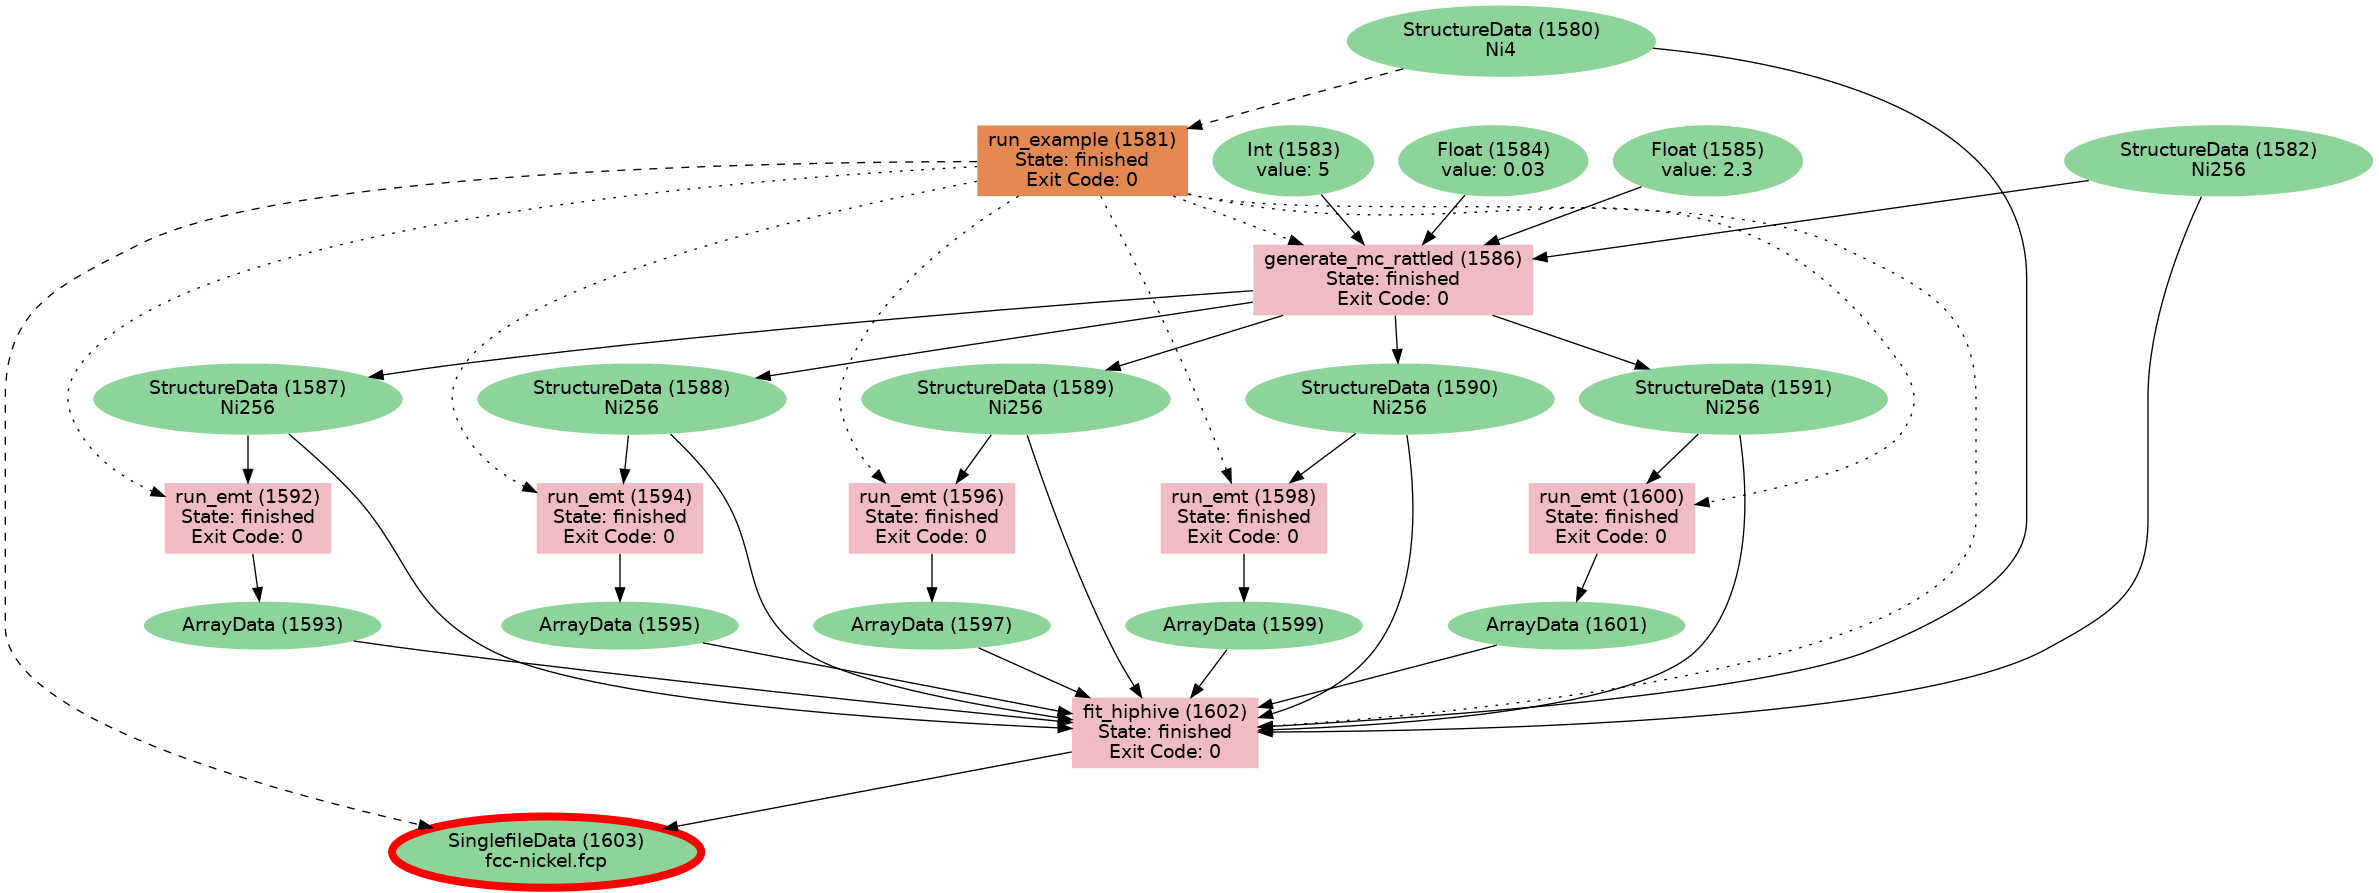 StructureData (1580)
Ni4
run_example (1581)
State: finished
Exit Code: 0
Int (1583)
value: 5
Float (1584)
value: 0.03
Float (1585)
value: 2.3
StructureData (1582)
Ni256
generate_mc_rattled (1586)
State: finished
Exit Code: 0
StructureData (1587)
Ni256
StructureData (1588)
Ni256
StructureData (1589)
Ni256
StructureData (1590)
Ni256
StructureData (1591)
Ni256
run_emt (1592)
State: finished
Exit Code: 0
run_emt (1594)
State: finished
Exit Code: 0
run_emt (1596)
State: finished
Exit Code: 0
run_emt (1598)
State: finished
Exit Code: 0
run_emt (1600)
State: finished
Exit Code: 0
ArrayData (1593)
ArrayData (1595)
ArrayData (1597)
ArrayData (1599)
ArrayData (1601)
fit_hiphive (1602)
State: finished
Exit Code: 0
SinglefileData (1603)
fcc-nickel.fcp